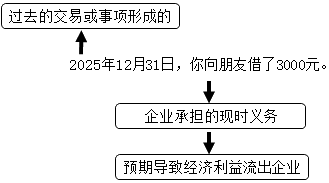 过去的交易或事项形成的
2025年12月31日，你向朋友借了3000元。
企业承担的现时义务
预期导致经济利益流出企业